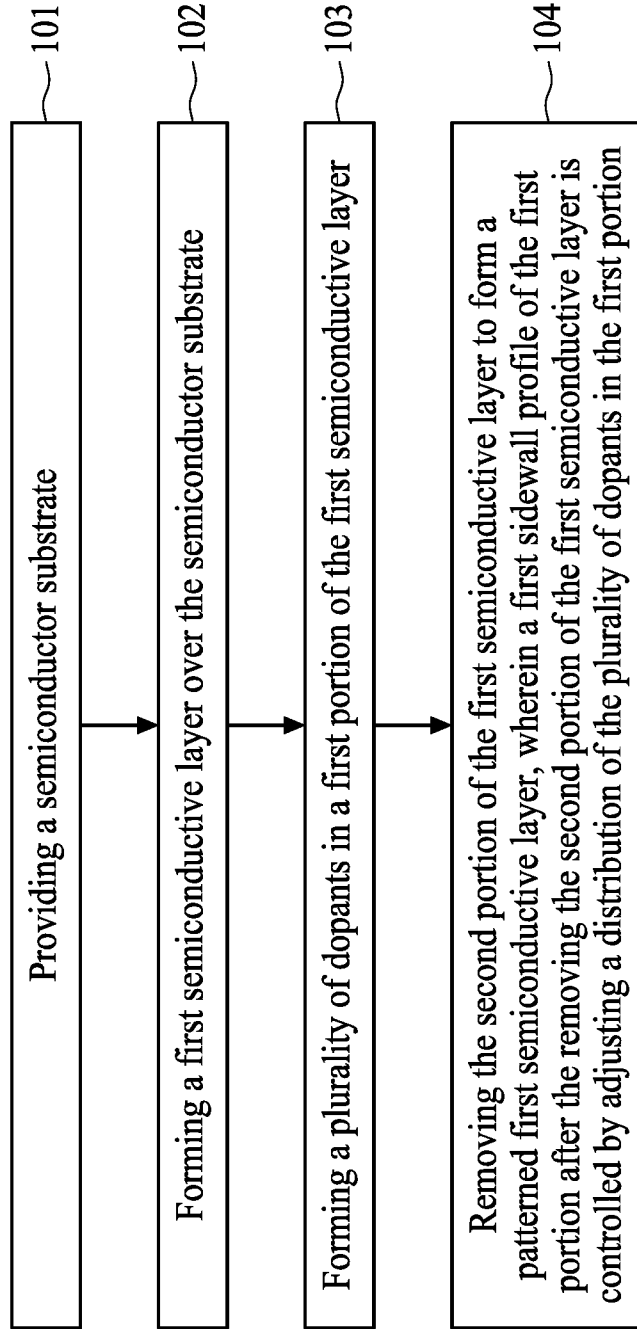 Providing a semiconductor substrate
101
Forming a first semiconductive layer over the semiconductor substrate
102
Forming a plurality of dopants in a first portion of the first semiconductive layer
103
Removing the second portion of the first semiconductive layer to form a
patterned first semiconductive layer, wherein a first sidewall profile of the first
portion after the removing the second portion of the first semiconductive layer is
controlled by adjusting a distribution of the plurality of dopants in the first portion
104